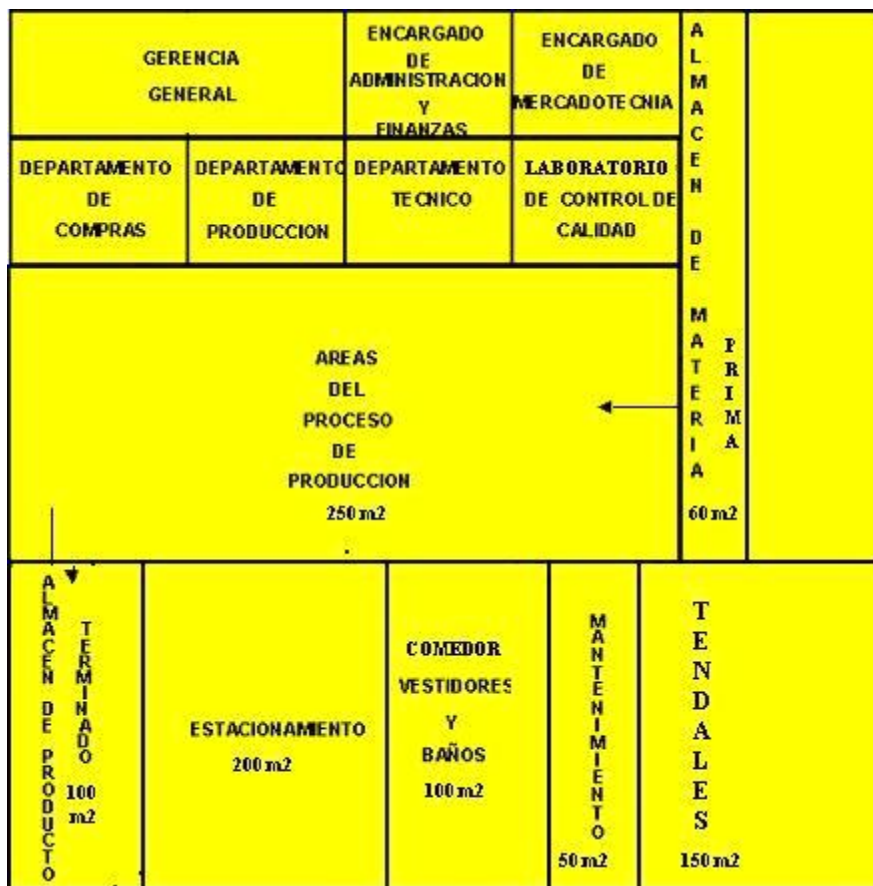 GERENCIA
GENERAL
ENCARGADO
DE
ADMINISTRACION
Y
FINANZAS
ENCARGADO
DE
MERCADOTECNIA
ALMACEN DE MATERIA
PRIMA
60 m2
DEPARTAMENTO
DE
COMPRAS
DEPARTAMENTO
DE
PRODUCCION
DEPARTAMENTO
TECNICO
LABORATORIO
DE CONTROL DE
CALIDAD
AREAS
DEL
PROCESO
DE
PRODUCCION
250 m2
ALMACEN DE PRODUCTO
TERMINADO
100
m2
ESTACIONAMIENTO
200 m2
COMEDOR
VESTIDORES
Y
BAÑOS
100 m2
MANTENIMIENTO
50 m2
TENDALES
150 m2